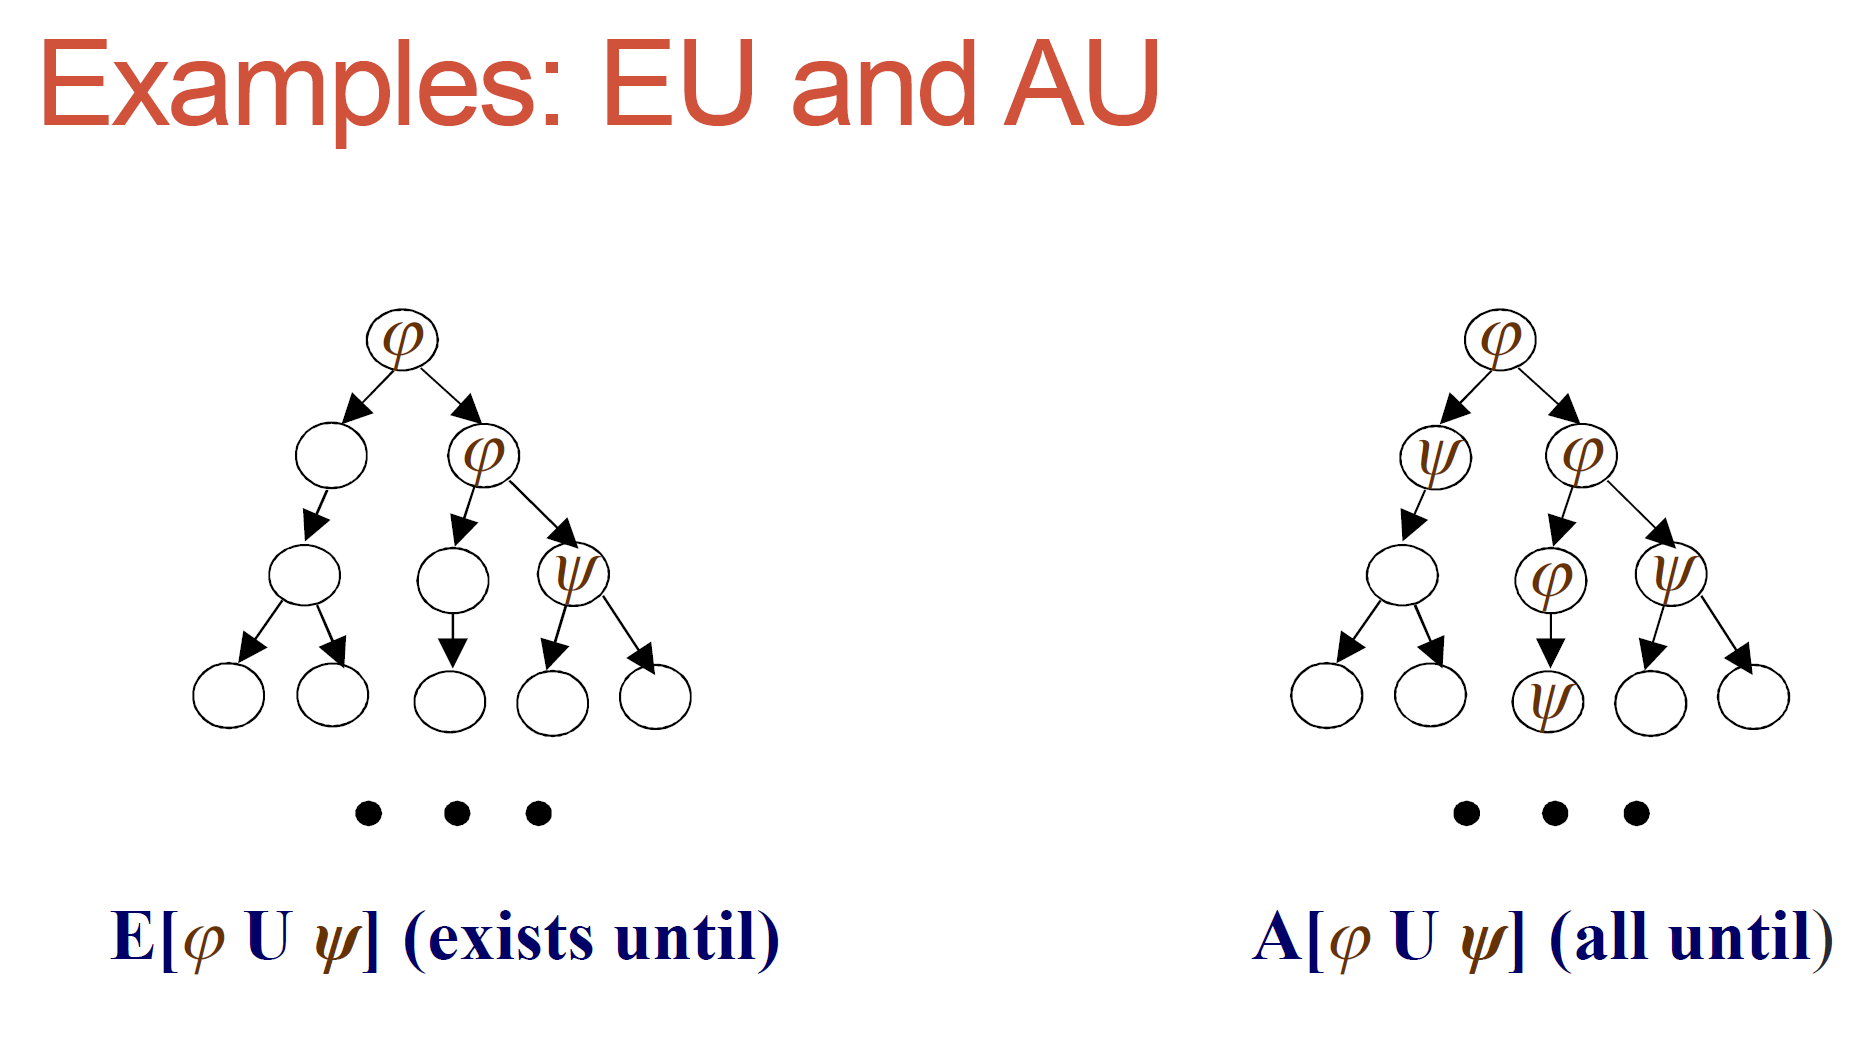 Examples: EU and AU
φ φ
φ ψ φ
ψ φ ψ
ψ
E[φ U ψ] (exists until) A[φ U ψ] (all until)